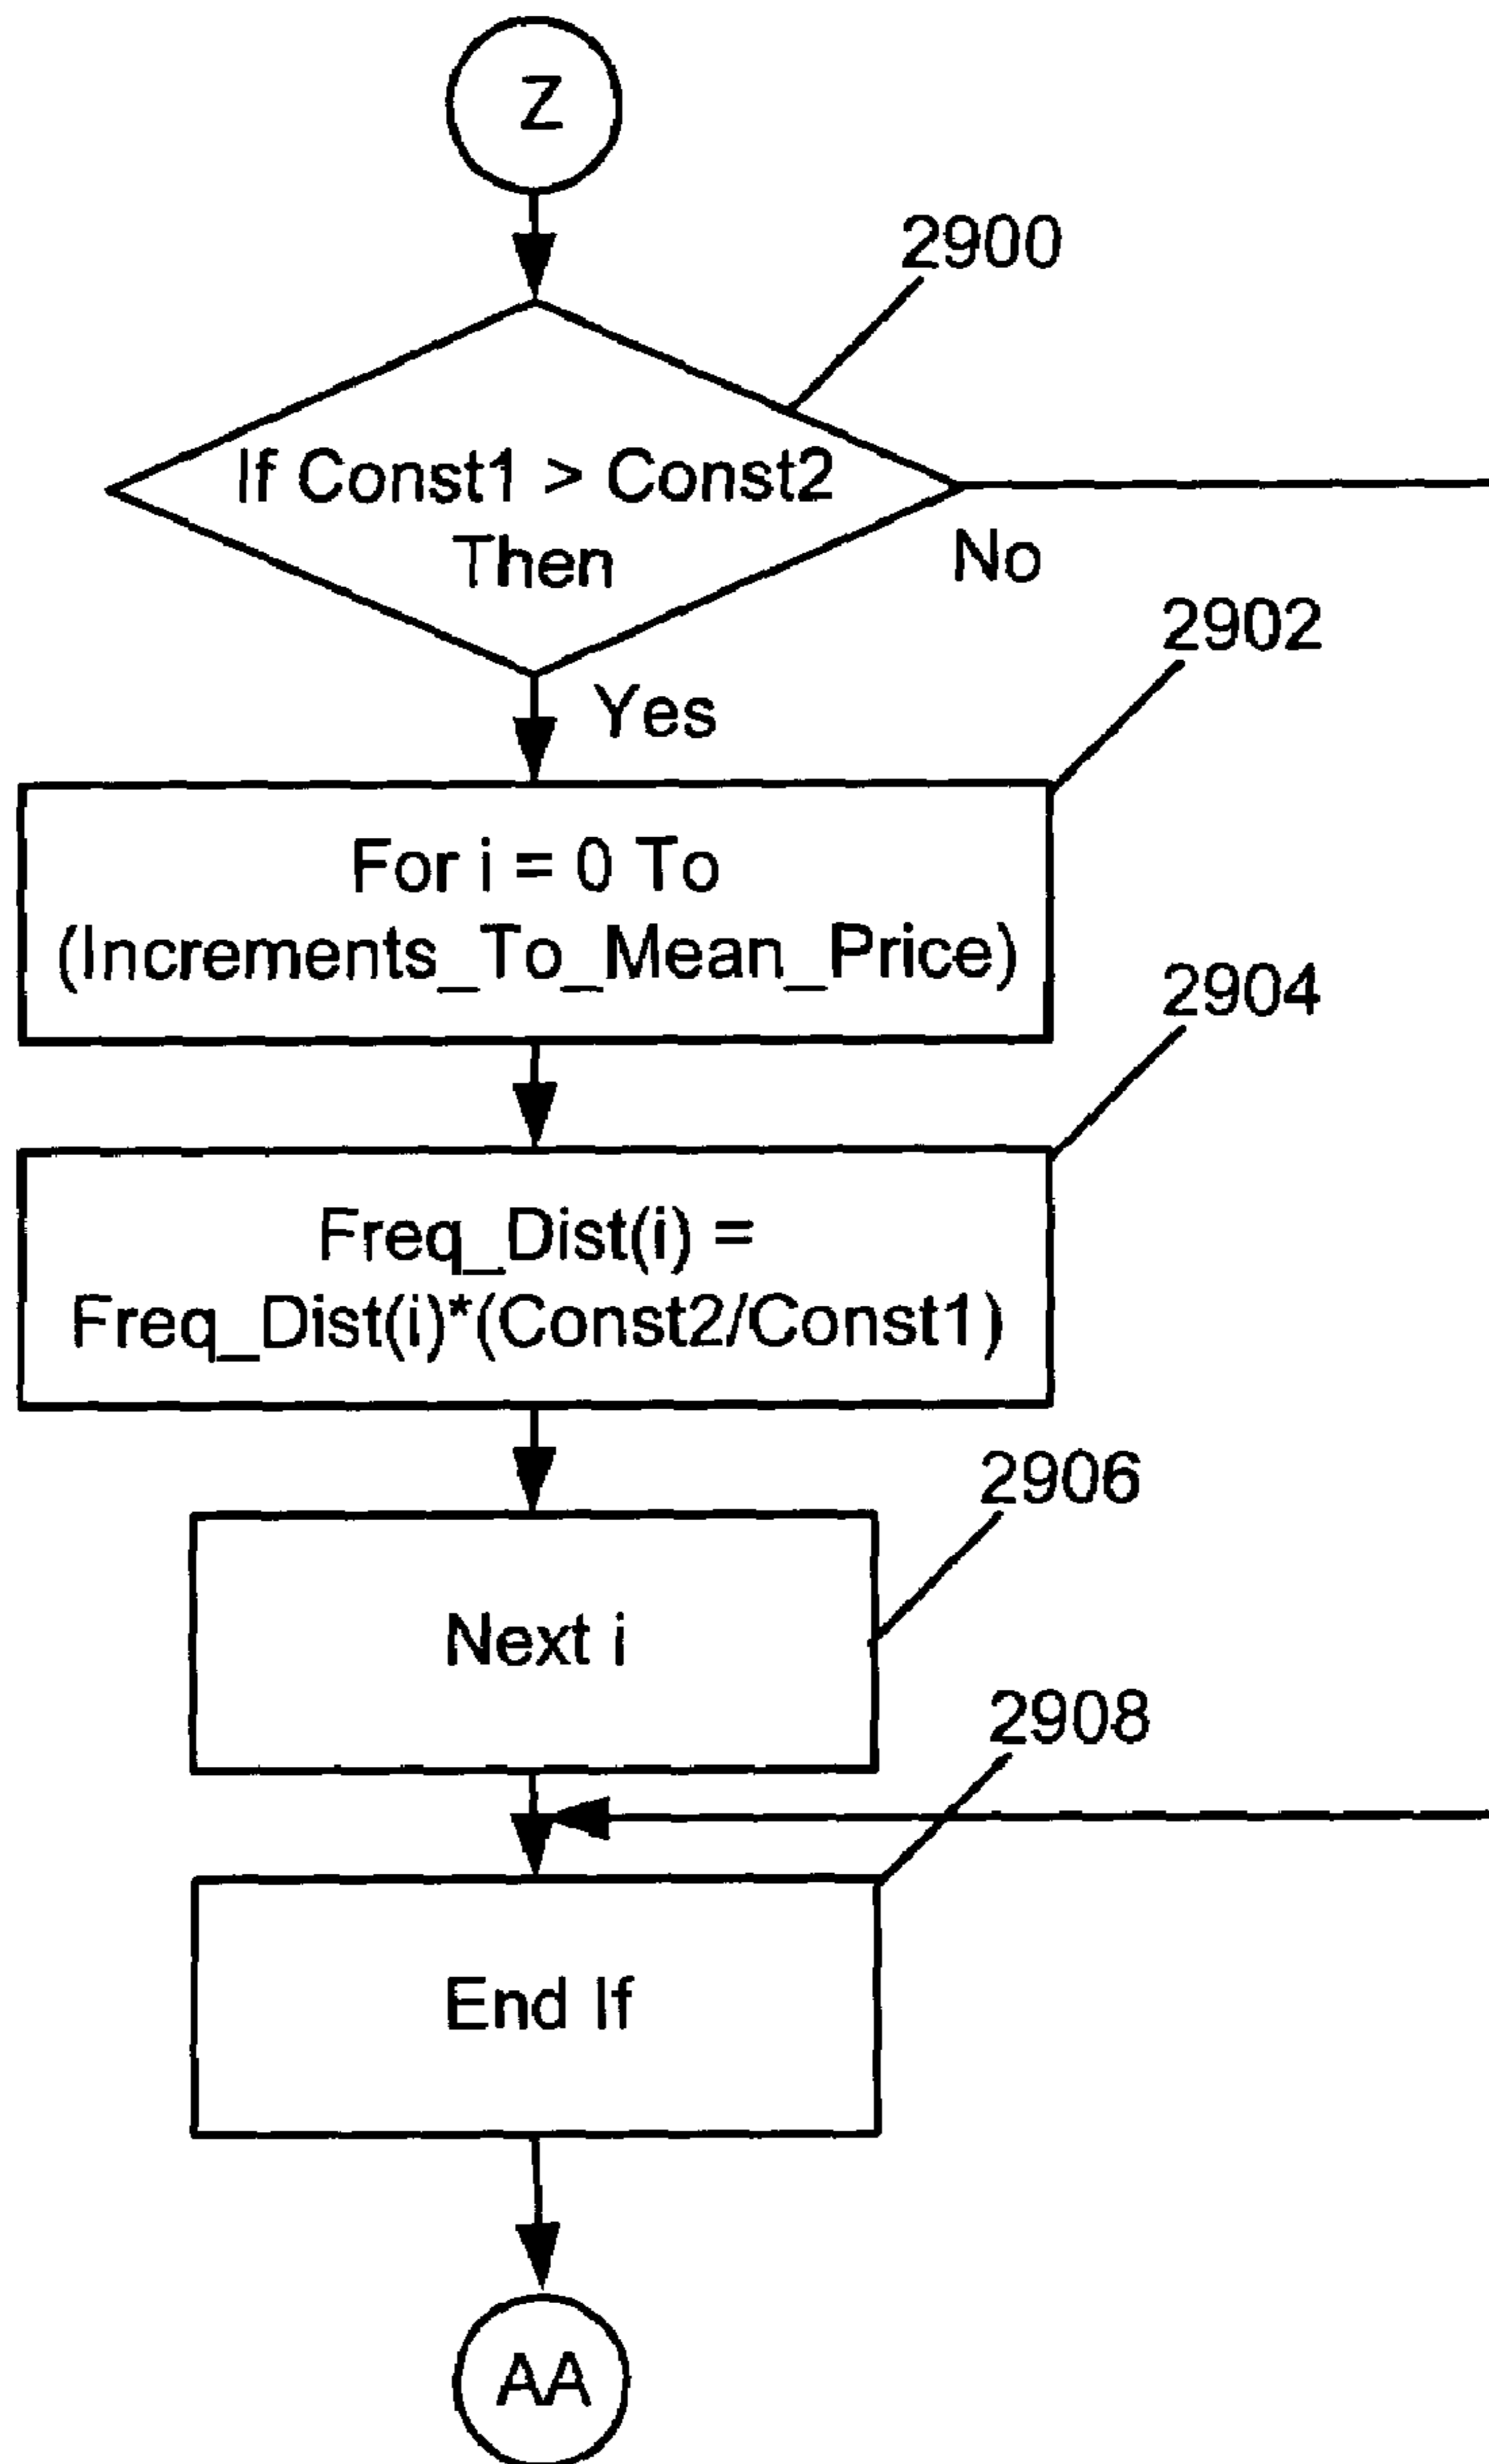 Z
2900
If Const1 > Const2
Then
No
2902
Yes
For i = 0 To
(Increments_To_Mean_Price)
2904
Freq_Dist(i) =
Freq_Dist(i)*(Const2/Const1)
2906
Next i
2908
End If
AA